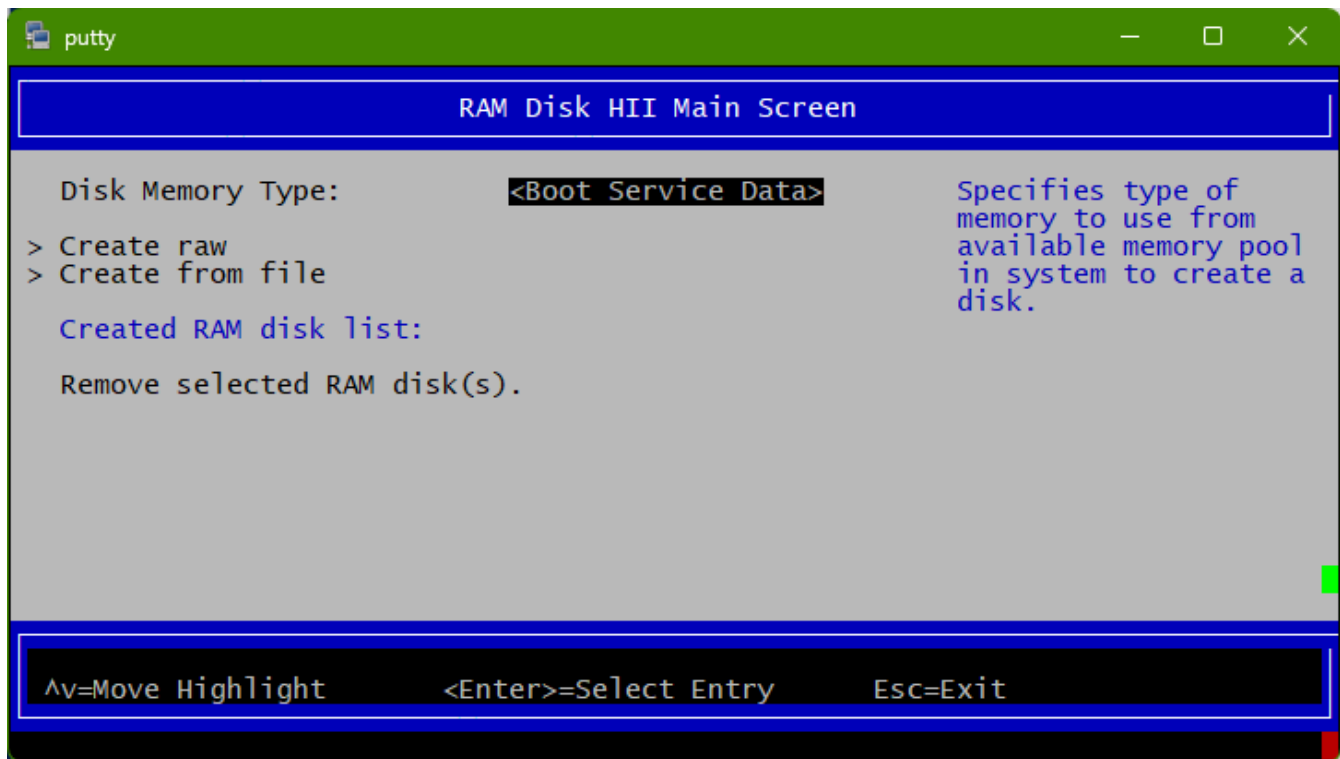 putty
RAM Disk HII Main Screen
Disk Memory Type: <Boot Service Data>
> Create raw
> Create from file
Created RAM disk list:
Remove selected RAM disk(s).
Specifies type of
memory to use from
available memory pool
in system to create a
disk.
^v=Move Highlight <Enter>=Select Entry Esc=Exit